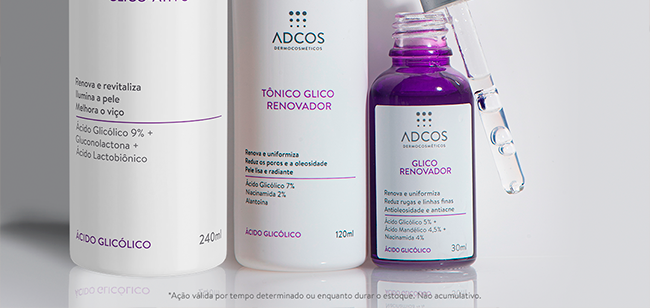 Renova e revitaliza
Ilumina a pele
Melhora o viço
Ácido Glicólico 9% +
Gluconolactona +
Ácido Lactobiônico
ÁCIDO GLICÓLICO
240ml
ADCOS
DERMOCOSMÉTICOS
TÔNICO GLICO
RENOVADOR
Renova e uniformiza
Reduz os poros e a oleosidade
Pele lisa e radiante
Ácido Glicólico 7%
Niacinamida 2%
Alantoína
120ml
ÁCIDO GLICÓLICO
ADCOS
DERMOCOSMÉTICOS
GLICO
RENOVADOR
Renova e uniformiza
Reduz rugas e linhas finas
Antioleosidade e antiacne
Ácido Glicólico 5% +
Ácido Mandélico 4,5% +
Niacinamida 4%
30ml
ÁCIDO GLICÓLICO
*Ação válida por tempo determinado ou enquanto durar o estoque. Não acumulativo.